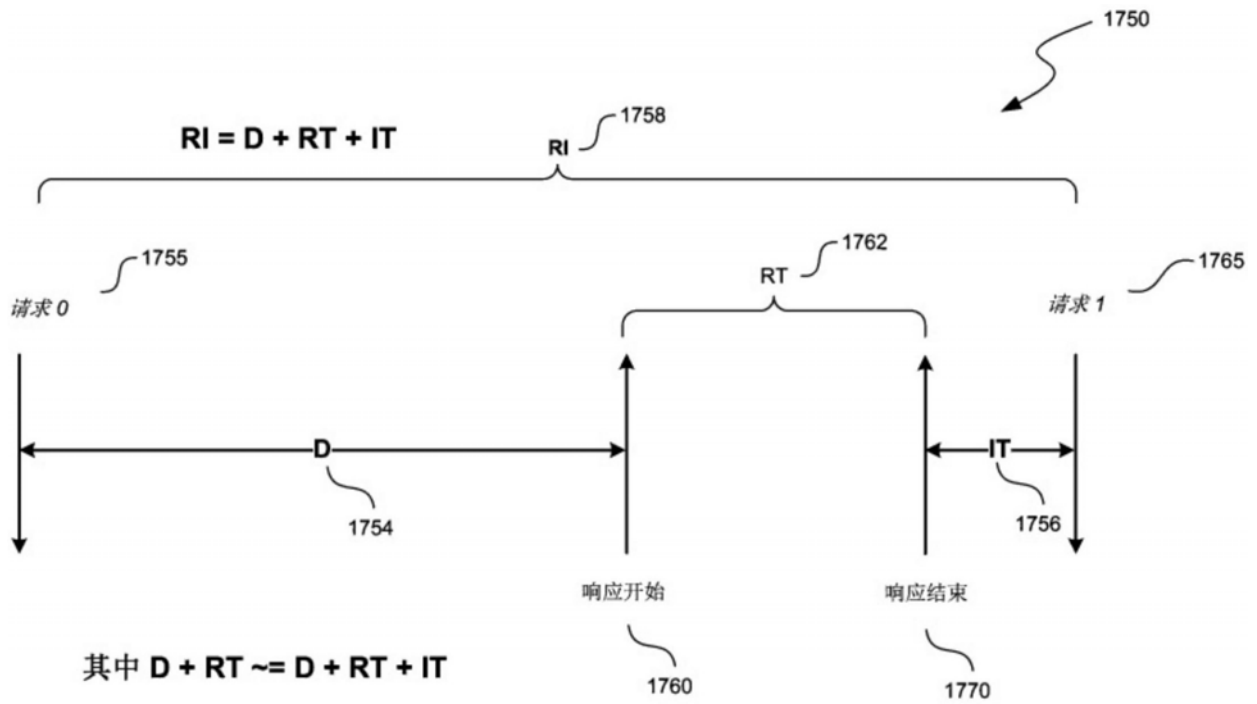 1750
1758
RI = D + RT + IT
RI
1755
1762
1765
RT
请求 0
请求 1
D
IT
1754
1756
响应开始
响应结束
其中 D + RT ~= D + RT + IT
1760
1770